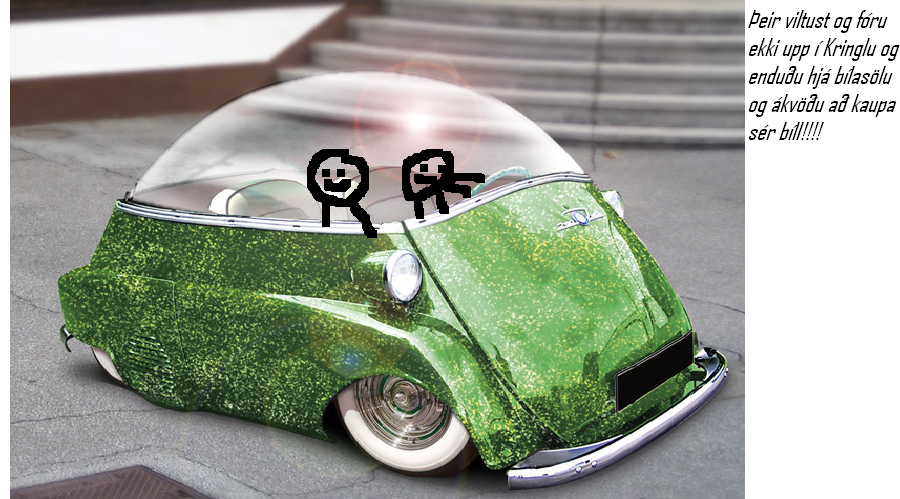 Þeir viltust og fóru
ekki upp í Kringlu og
enduðu hjá bílasölu
og ákvöðu að kaupa
sér bíll!!!!